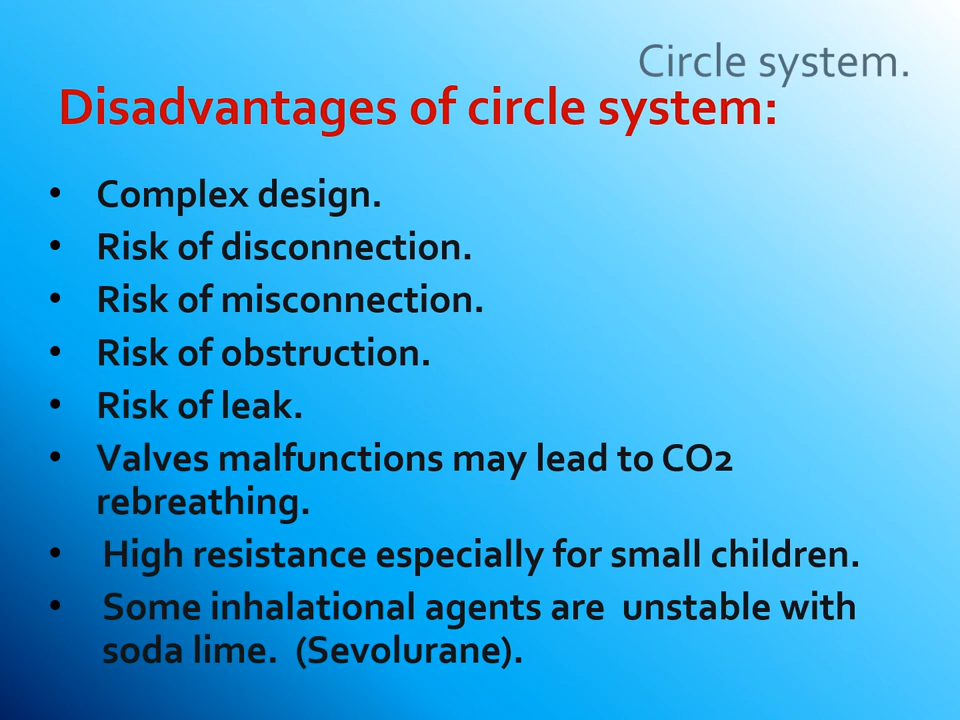 Circle system.
Disadvantages of circle system:
• Complex design.
• Risk of disconnection.
• Risk of misconnection.
• Risk of obstruction.
• Risk of leak.
• Valves malfunctions may lead to CO2
rebreathing.
• High resistance especially for small children.
• Some inhalational agents are  unstable with
soda lime.  (Sevolurane).